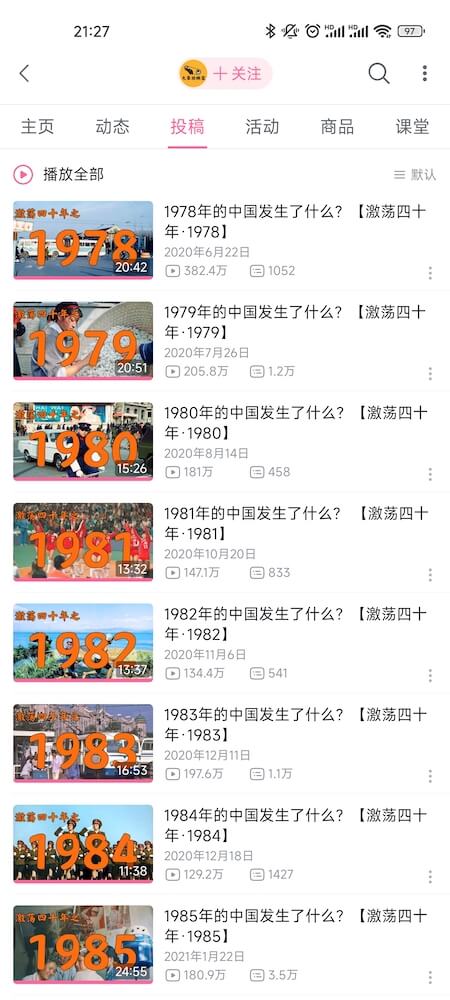 21:27
HD HD 97
十 关注
主页 动态 投稿 活动 商品 课堂
播放全部 默认
激荡四十年之
1978
20:42
1978年的中国发生了什么？【激荡四十
年·1978】
2020年6月22日
382.4万 1052
激荡四十年之
1979
20:51
1979年的中国发生了什么？【激荡四十
年·1979】
2020年7月26日
205.8万 1.2万
激荡四十年之
1980
15:26
1980年的中国发生了什么？【激荡四十
年·1980】
2020年8月14日
181万 458
激荡四十年之
1981
13:32
1981年的中国发生了什么？【激荡四十
年·1981】
2020年10月20日
147.1万 833
激荡四十年之
1982
13:37
1982年的中国发生了什么？【激荡四十
年·1982】
2020年11月6日
134.4万 541
激荡四十年之
1983
16:53
1983年的中国发生了什么？【激荡四十
年·1983】
2020年12月11日
197.6万 1.1万
激荡四十年之
1984
11:38
1984年的中国发生了什么？【激荡四十
年·1984】
2020年12月18日
129.2万 1427
激荡四十年之
1985
24:55
1985年的中国发生了什么？【激荡四十
年·1985】
2021年1月22日
180.9万 3.5万